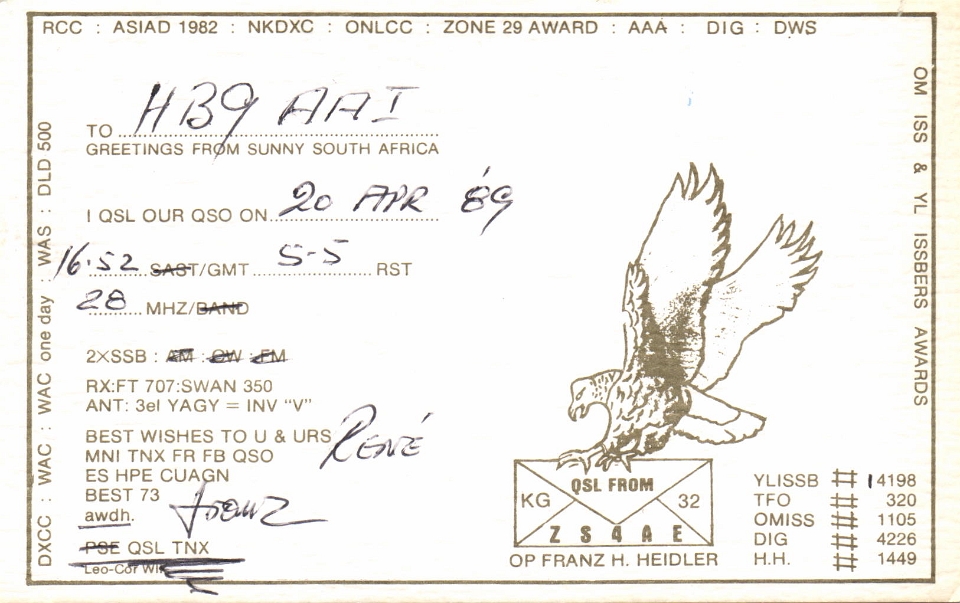 RCC : ASIAD 1982 : NKDXC : ONLCC : ZONE 29 AWARD : AAA : DIG : DWS
OM ISS & YL ISSBERS AWARDS
DXCC : WAC : WAC one day : WAS : DLD 500
TO HB9 AAI
GREETINGS FROM SUNNY SOUTH AFRICA
I QSL OUR QSO ON 20 APR '89
16.52 SAST/GMT 5-5 RST
28 MHZ/BAND
2XSSB : AM : CW : FM
RX:FT 707:SWAN 350
ANT: 3el YAGY = INV “V”
BEST WISHES TO U & URS RENÉ
MNI TNX FR FB QSO
ES HPE CUAGN
BEST 73
awdh. Franz
PSE QSL TNX
Leo-Cor
QSL FROM
KG 32
ZS4AE
OP FRANZ H. HEIDLER
YLISSB # 14198
TFO # 320
OMISS # 1105
DIG # 4226
H.H. # 1449